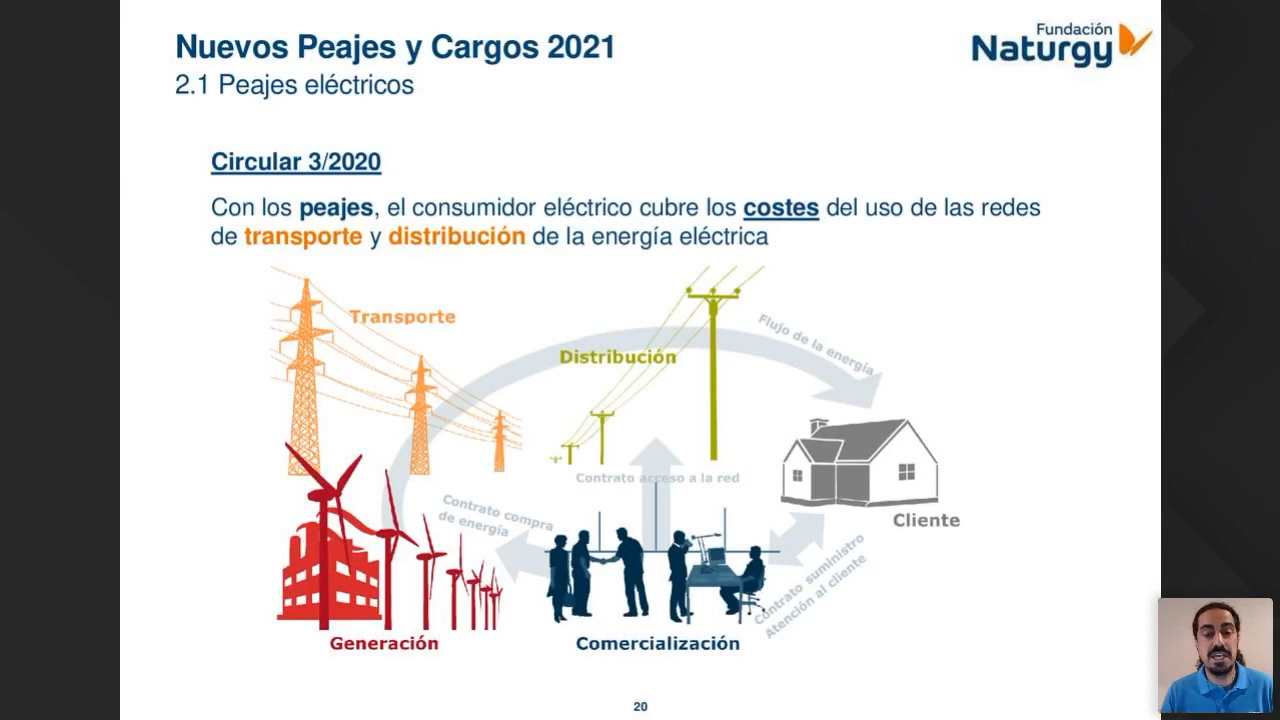 Nuevos Peajes y Cargos 2021
2.1 Peajes eléctricos
Fundación
Naturgy
Circular 3/2020
Con los peajes, el consumidor eléctrico cubre los costes del uso de las redes
de transporte y distribución de la energía eléctrica
Transporte
Distribución
Flujo de la energía
Contrato acceso a la red
Contrato compra
de energía
Cliente
Contrato suministro
Atención al cliente
Generación
Comercialización
20